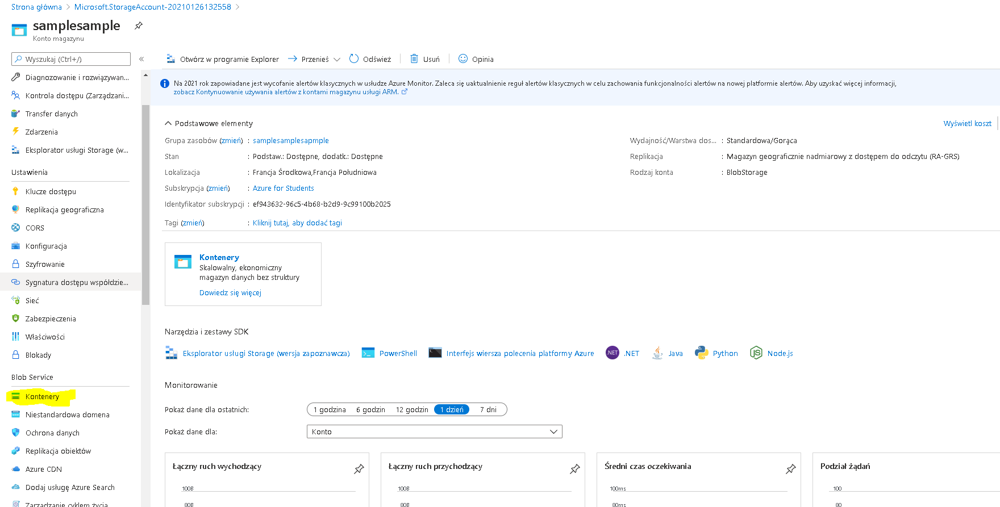 Strona główna > Microsoft.StorageAccount-20210126132558 >
samplesample
Konto magazynu
Wyszukaj (Ctrl+/)
«
Diagnozowanie i rozwiązywan...
Kontrola dostępu (Zarządzani...
Transfer danych
Zdarzenia
Eksplorator usługi Storage (w...
Ustawienia
Klucze dostępu
Replikacja geograficzna
CORS
Konfiguracja
Szyfrowanie
Sygnatura dostępu współdzie...
Sieć
Zabezpieczenia
Właściwości
Blokady
Blob Service
Kontenery
Niestandardowa domena
Ochrona danych
Replikacja obiektów
Azure CDN
Dodaj usługę Azure Search
Zarządzanie cyklem życia
Otwórz w programie Explorer Przenieś Odśwież Usuń Opinia
Na 2021 rok zapowiadane jest wycofanie alertów klasycznych w usłudze Azure Monitor. Zaleca się uaktualnienie reguł alertów klasycznych w celu zachowania funkcjonalności alertów na nowej platformie alertów. Aby uzyskać więcej informacji,
zobacz Kontynuowanie używania alertów z kontami magazynu usługi ARM.
Podstawowe elementy
Wyświetl koszt
Grupa zasobów (zmień) : samplesamplesapmple
Stan : Podstaw.: Dostępne, dodatk.: Dostępne
Lokalizacja : Francja Środkowa,Francja Południowa
Subskrypcja (zmień) : Azure for Students
Identyfikator subskrypcji : ef943632-96c5-4b68-b2d9-9c99100b2025
Tagi (zmień) : Kliknij tutaj, aby dodać tagi
Wydajność/Warstwa dos... : Standardowa/Gorąca
Replikacja : Magazyn geograficznie nadmiarowy z dostępem do odczytu (RA-GRS)
Rodzaj konta : BlobStorage
Kontenery
Skalowalny, ekonomiczny
magazyn danych bez struktury
Dowiedz się więcej
Narzędzia i zestawy SDK
Eksplorator usługi Storage (wersja zapoznawcza) PowerShell Interfejs wiersza polecenia platformy Azure NET .NET Java Python JS Node.js
Monitorowanie
Pokaż dane dla ostatnich: 1 godzina 6 godzin 12 godzin 1 dzień 7 dni
Pokaż dane dla: Konto
Łączny ruch wychodzący
100B
80B
Łączny ruch przychodzący
100B
80B
Średni czas oczekiwania
100ms
80ms
Podział żądań
100
80